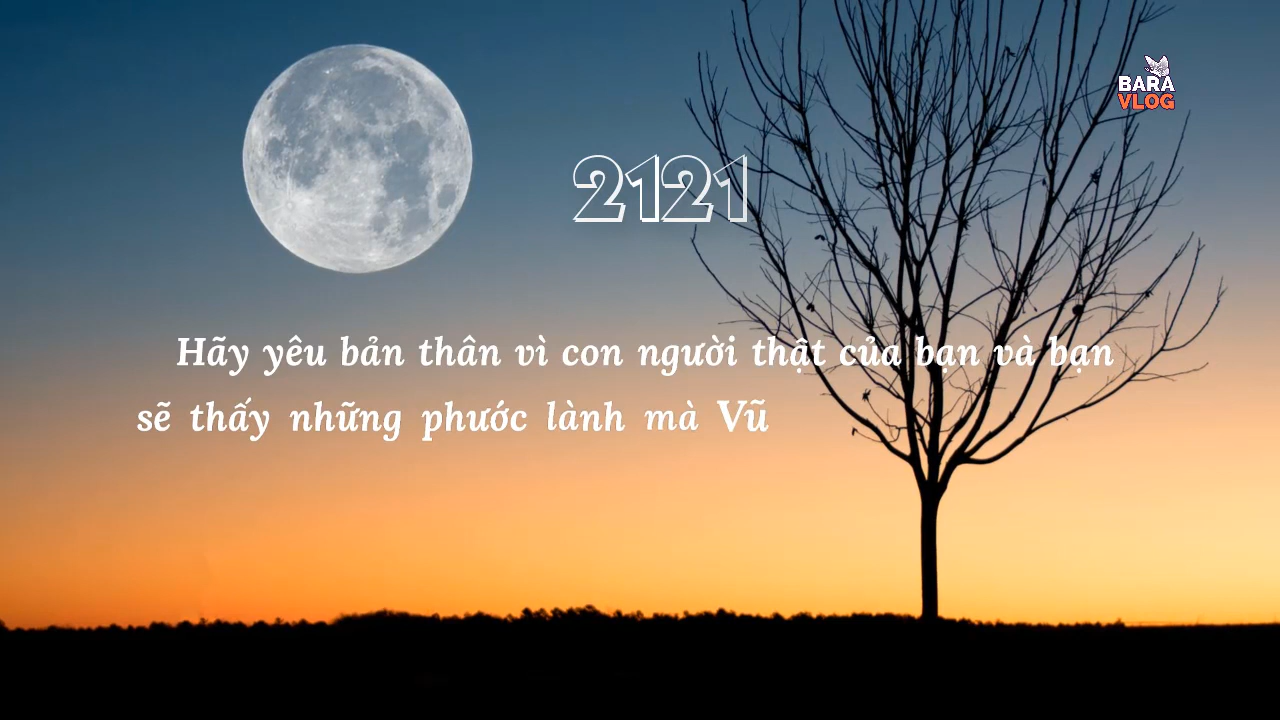 BARA
VLOG
2121
Hãy yêu bản thân vì con người thật của bạn và bạn
sẽ thấy những phước lành mà Vũ